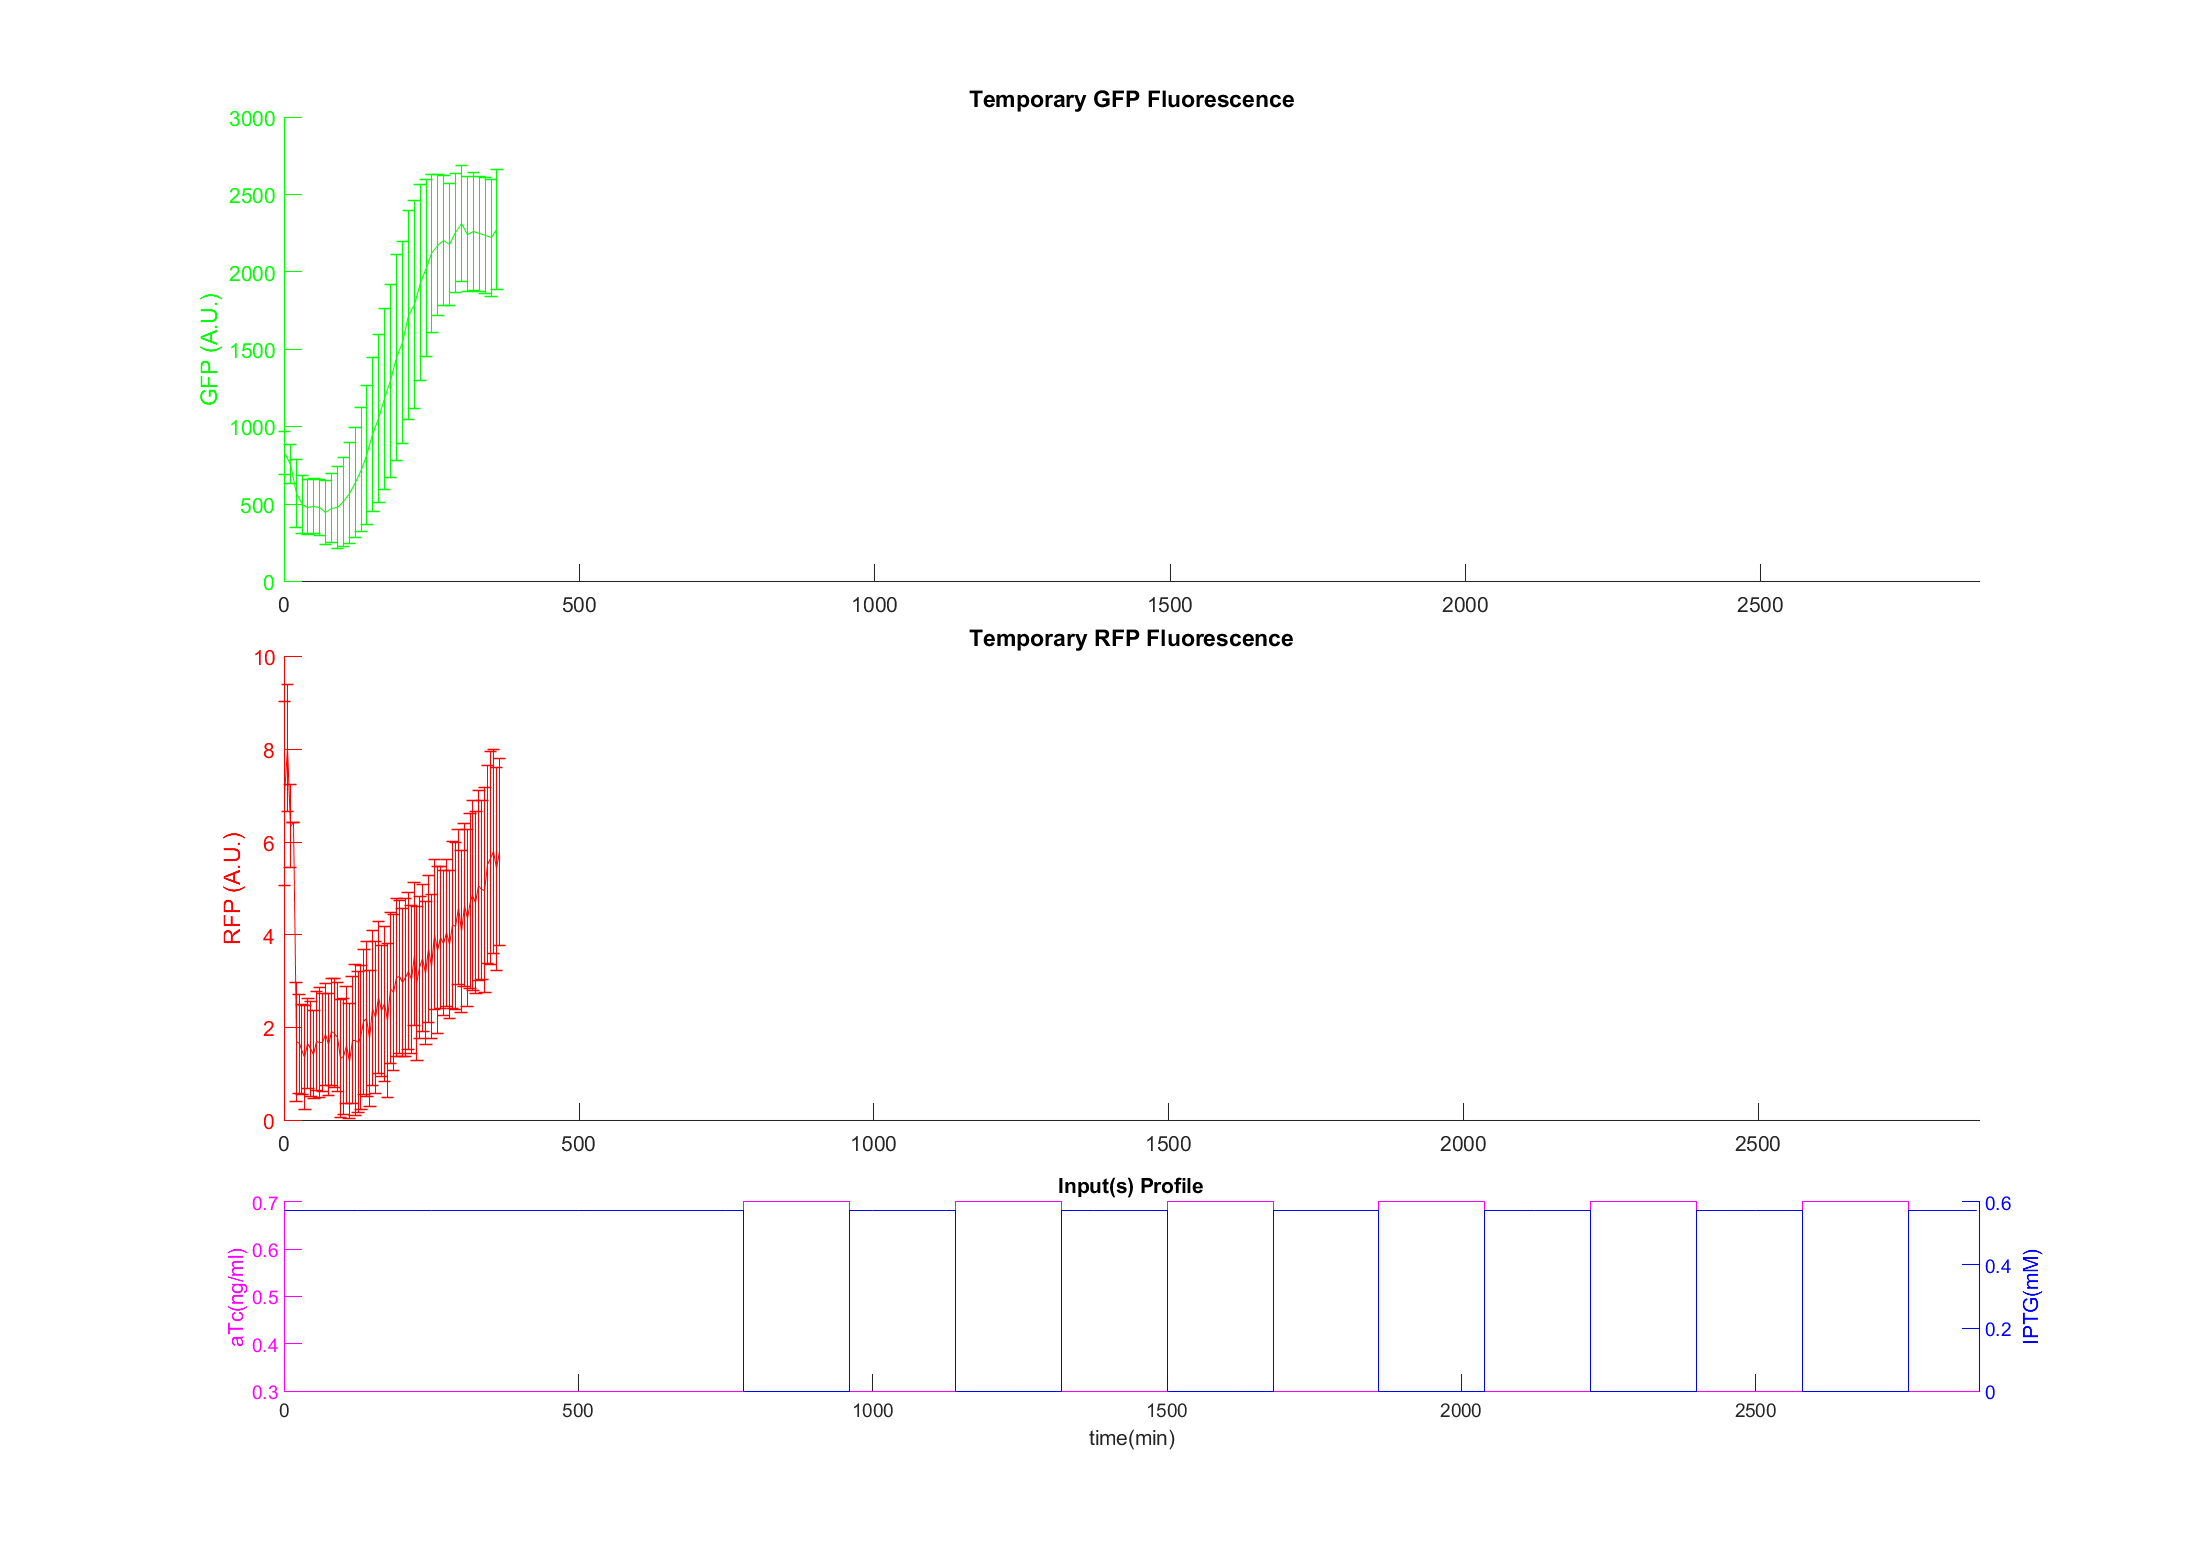 Temporary GFP Fluorescence
3000
2500
2000
1500
1000
500
0
GFP (A.U.)
0 500 1000 1500 2000 2500
Temporary RFP Fluorescence
10
8
6
4
2
0
RFP (A.U.)
0 500 1000 1500 2000 2500
Input(s) Profile
0.7
0.6
0.5
0.4
0.3
aTc(ng/ml)
0.6
0.4
0.2
0
IPTG(mM)
0 500 1000 1500 2000 2500
time(min)